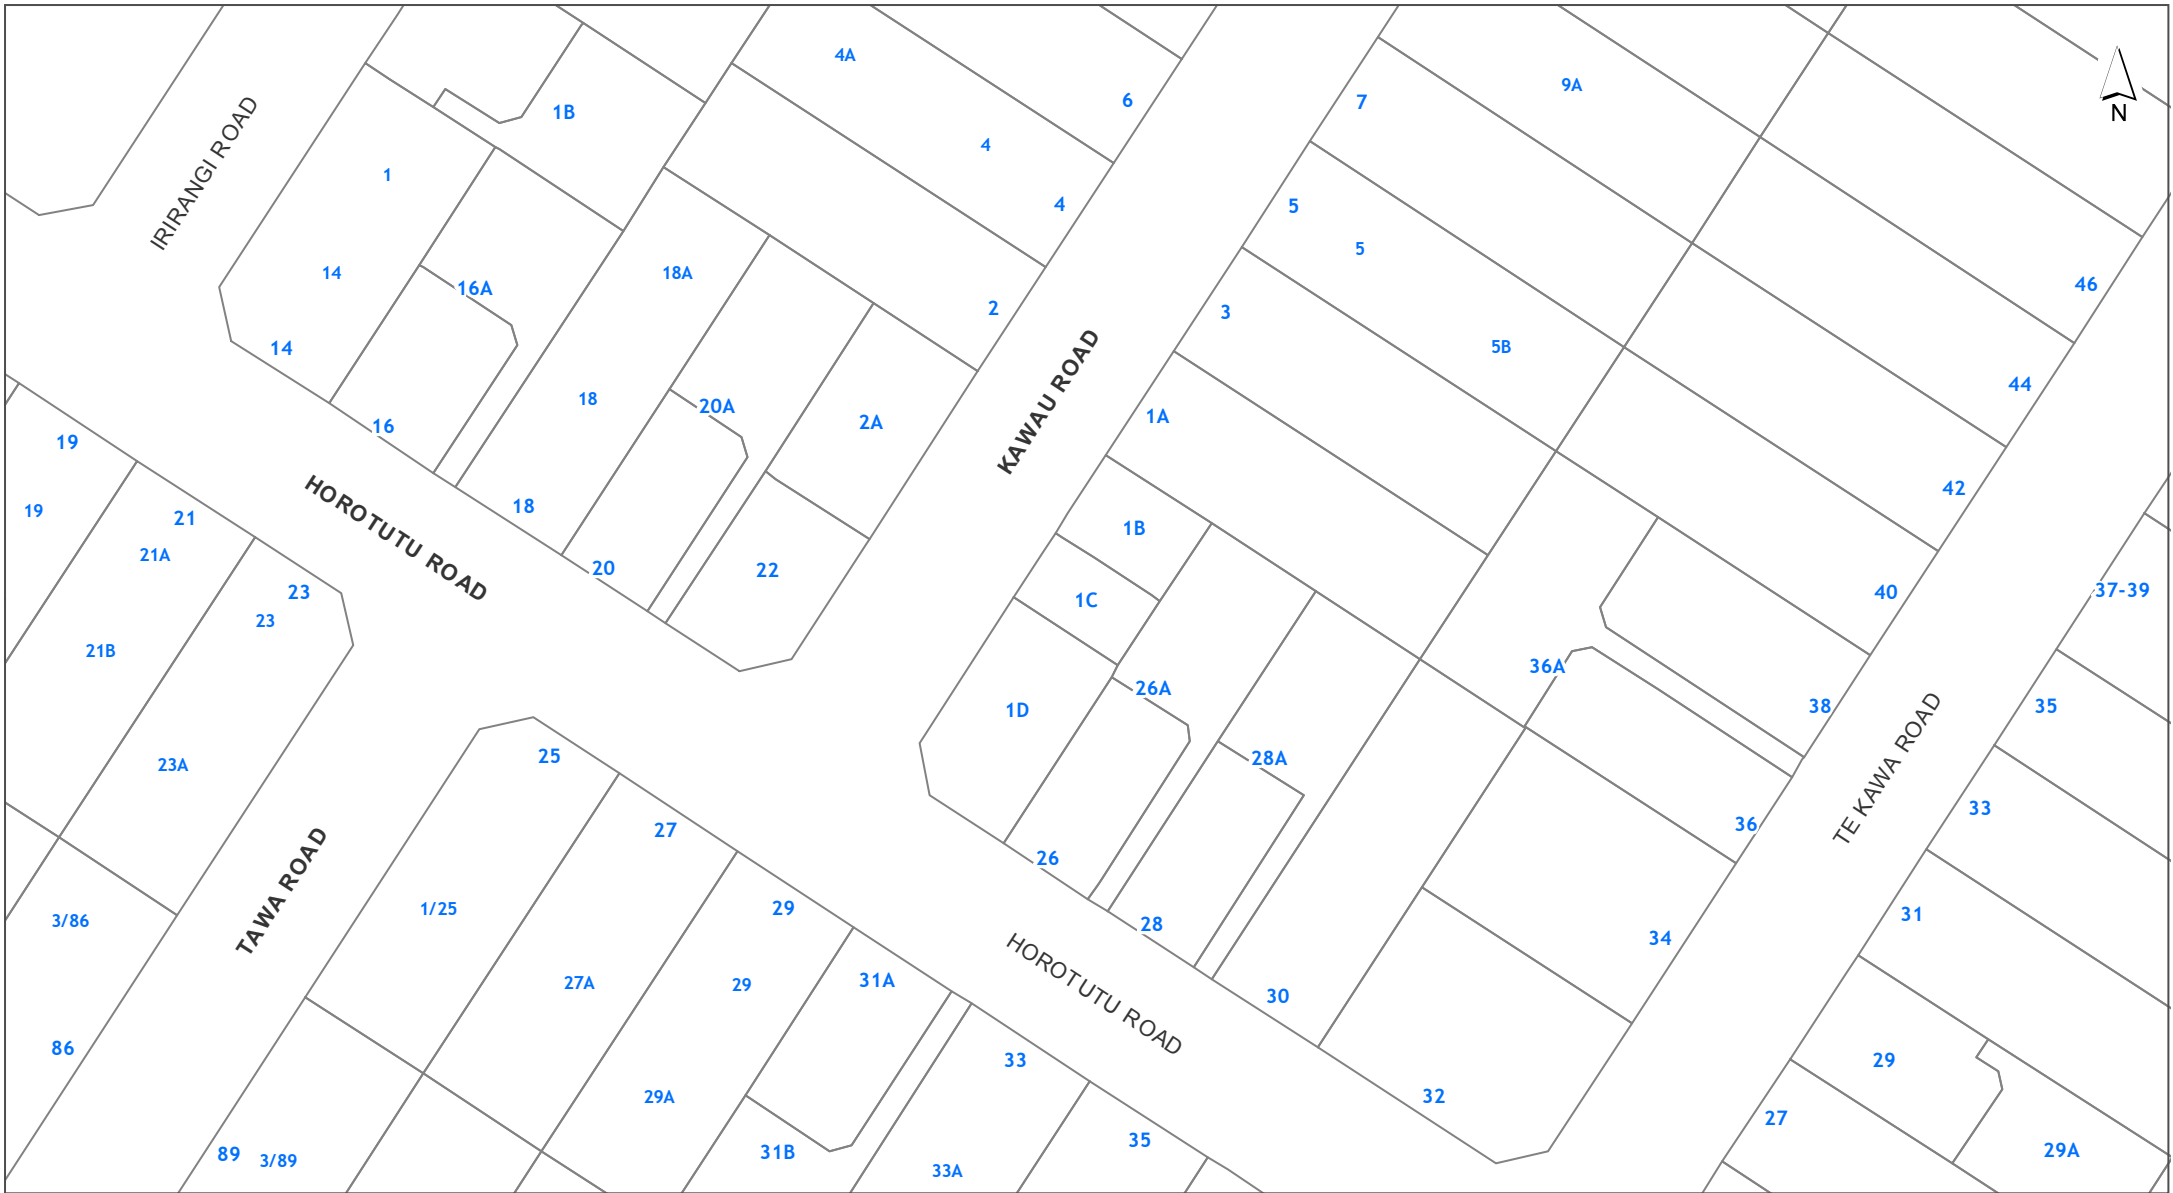 4A
6
9A
7
N
1B
IRIRANGI ROAD
4
1
4
5
5
14
18A
46
16A
2
3
14
5B
44
KAWAU ROAD
18
20A
1A
2A
16
19
42
18
19
21
HOROTUTU ROAD
1B
21A
20
22
40
37-39
23
1C
23
21B
36A
26A
38
35
1D
TE KAWA ROAD
25
28A
23A
33
36
27
TAWA ROAD
26
1/25
29
31
3/86
28
34
HOROTUTU ROAD
31A
27A
29
30
86
33
29
29A
32
27
35
89
3/89
31B
33A
29A